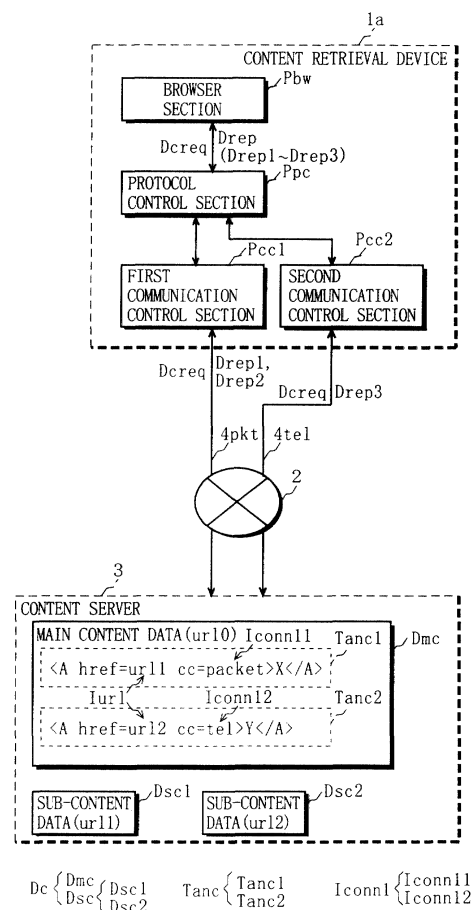 1a
CONTENT RETRIEVAL DEVICE
BROWSER
SECTION
Pbw
Dcreq
Drep
(Drep1~Drep3)
Ppc
PROTOCOL
CONTROL SECTION
Pcc1
Pcc2
FIRST
COMMUNICATION
CONTROL SECTION
SECOND
COMMUNICATION
CONTROL SECTION
Dcreq
Drep1,
Drep2
Dcreq
Drep3
4pkt
4tel
2
3
CONTENT SERVER
MAIN CONTENT DATA(url0)
Iconn11
Tanc1
Dmc
<A href=url1 cc=packet>X</A>
Iurl
Iconn12
Tanc2
<A href=url2 cc=tel>Y</A>
Dsc1
Dsc2
SUB-CONTENT
DATA(url1)
SUB-CONTENT
DATA(url2)
Dc { Dmc
Dsc { Dsc1
Dsc2
Tanc { Tanc1
Tanc2
Iconn1 { Iconn11
Iconn12